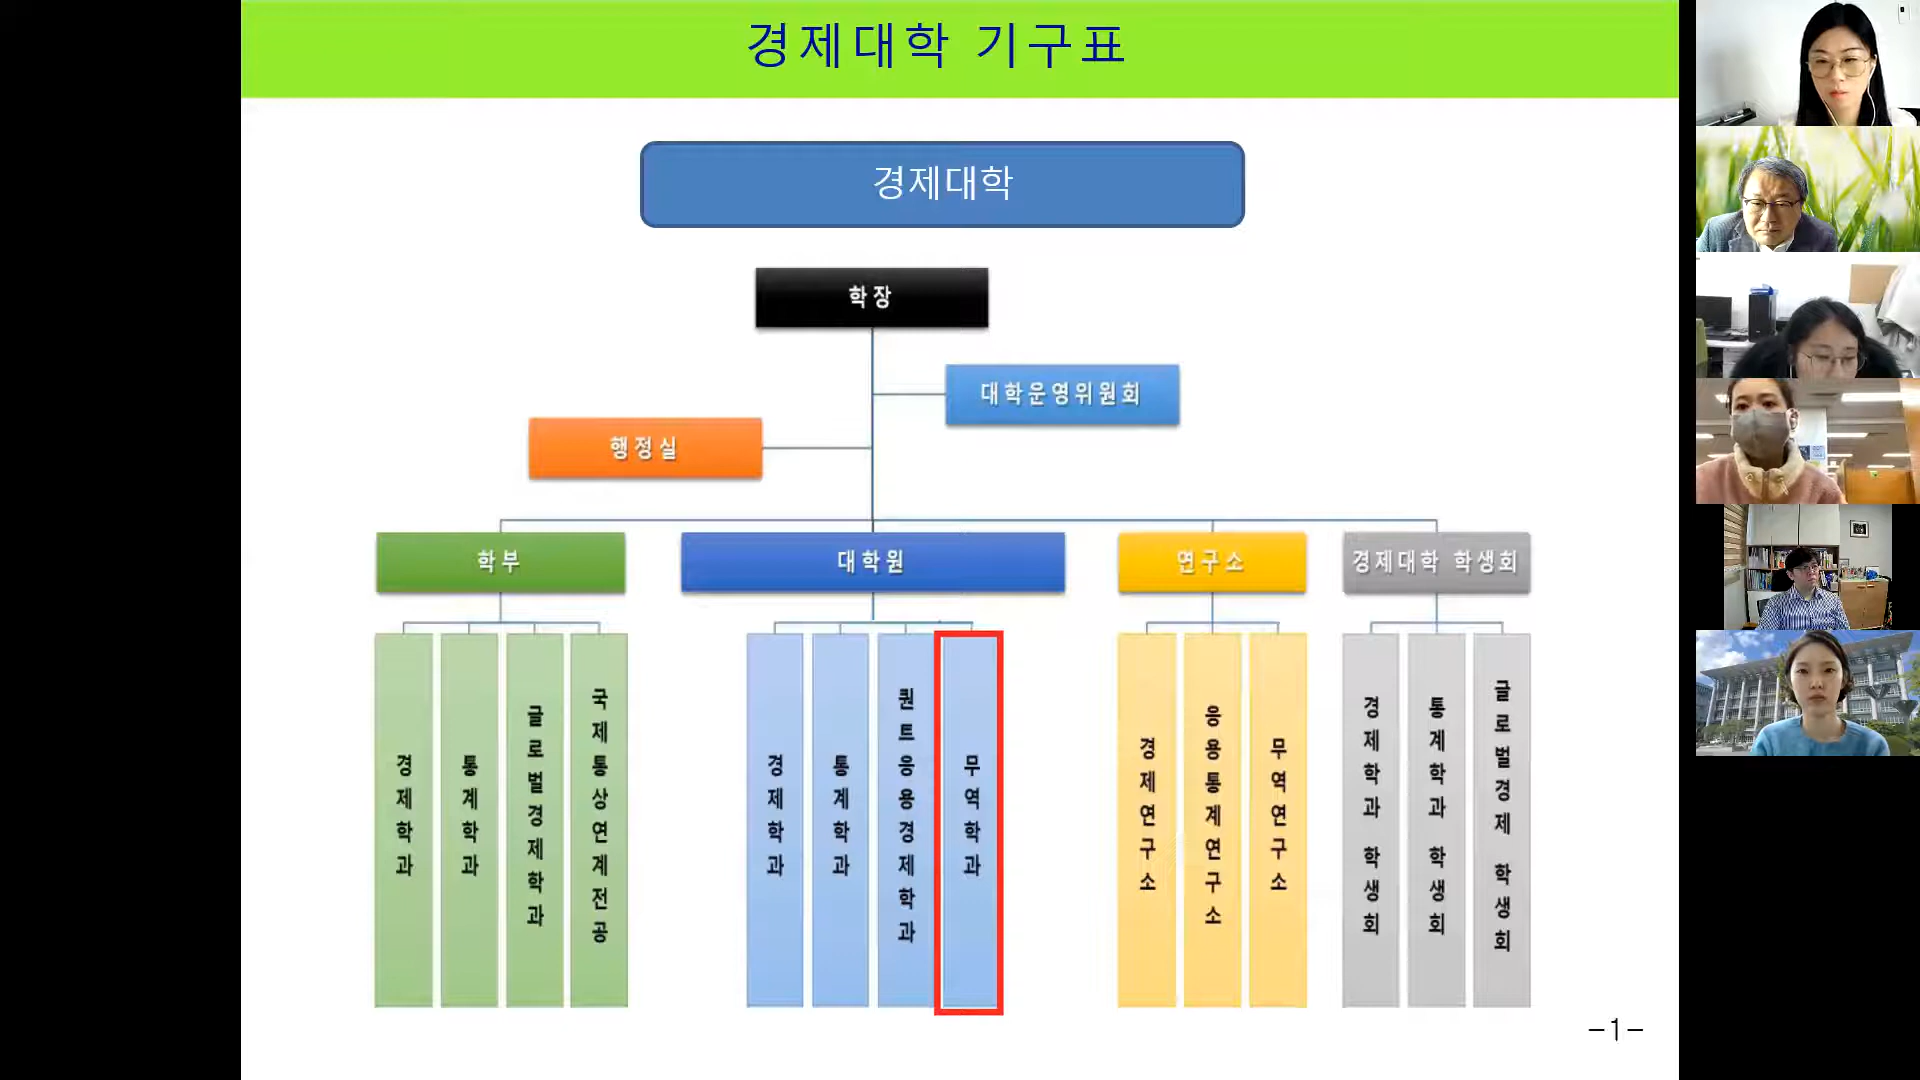 경제대학 기구표
경제대학
학장
대학운영위원회
행정실
학부
대학원
연구소
경제대학 학생회
경제학과
통계학과
글로벌경제학과
국제통상연계전공
경제학과
통계학과
퀀트응용경제학과
무역학과
경제연구소
응용통계연구소
무역연구소
경제학과 학생회
통계학과 학생회
글로벌경제 학생회
-1-